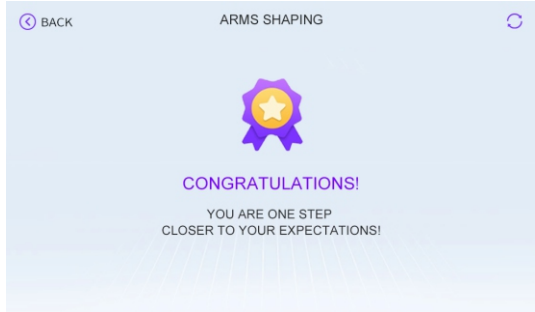 BACK
ARMS SHAPING
CONGRATULATIONS!
YOU ARE ONE STEP
CLOSER TO YOUR EXPECTATIONS!